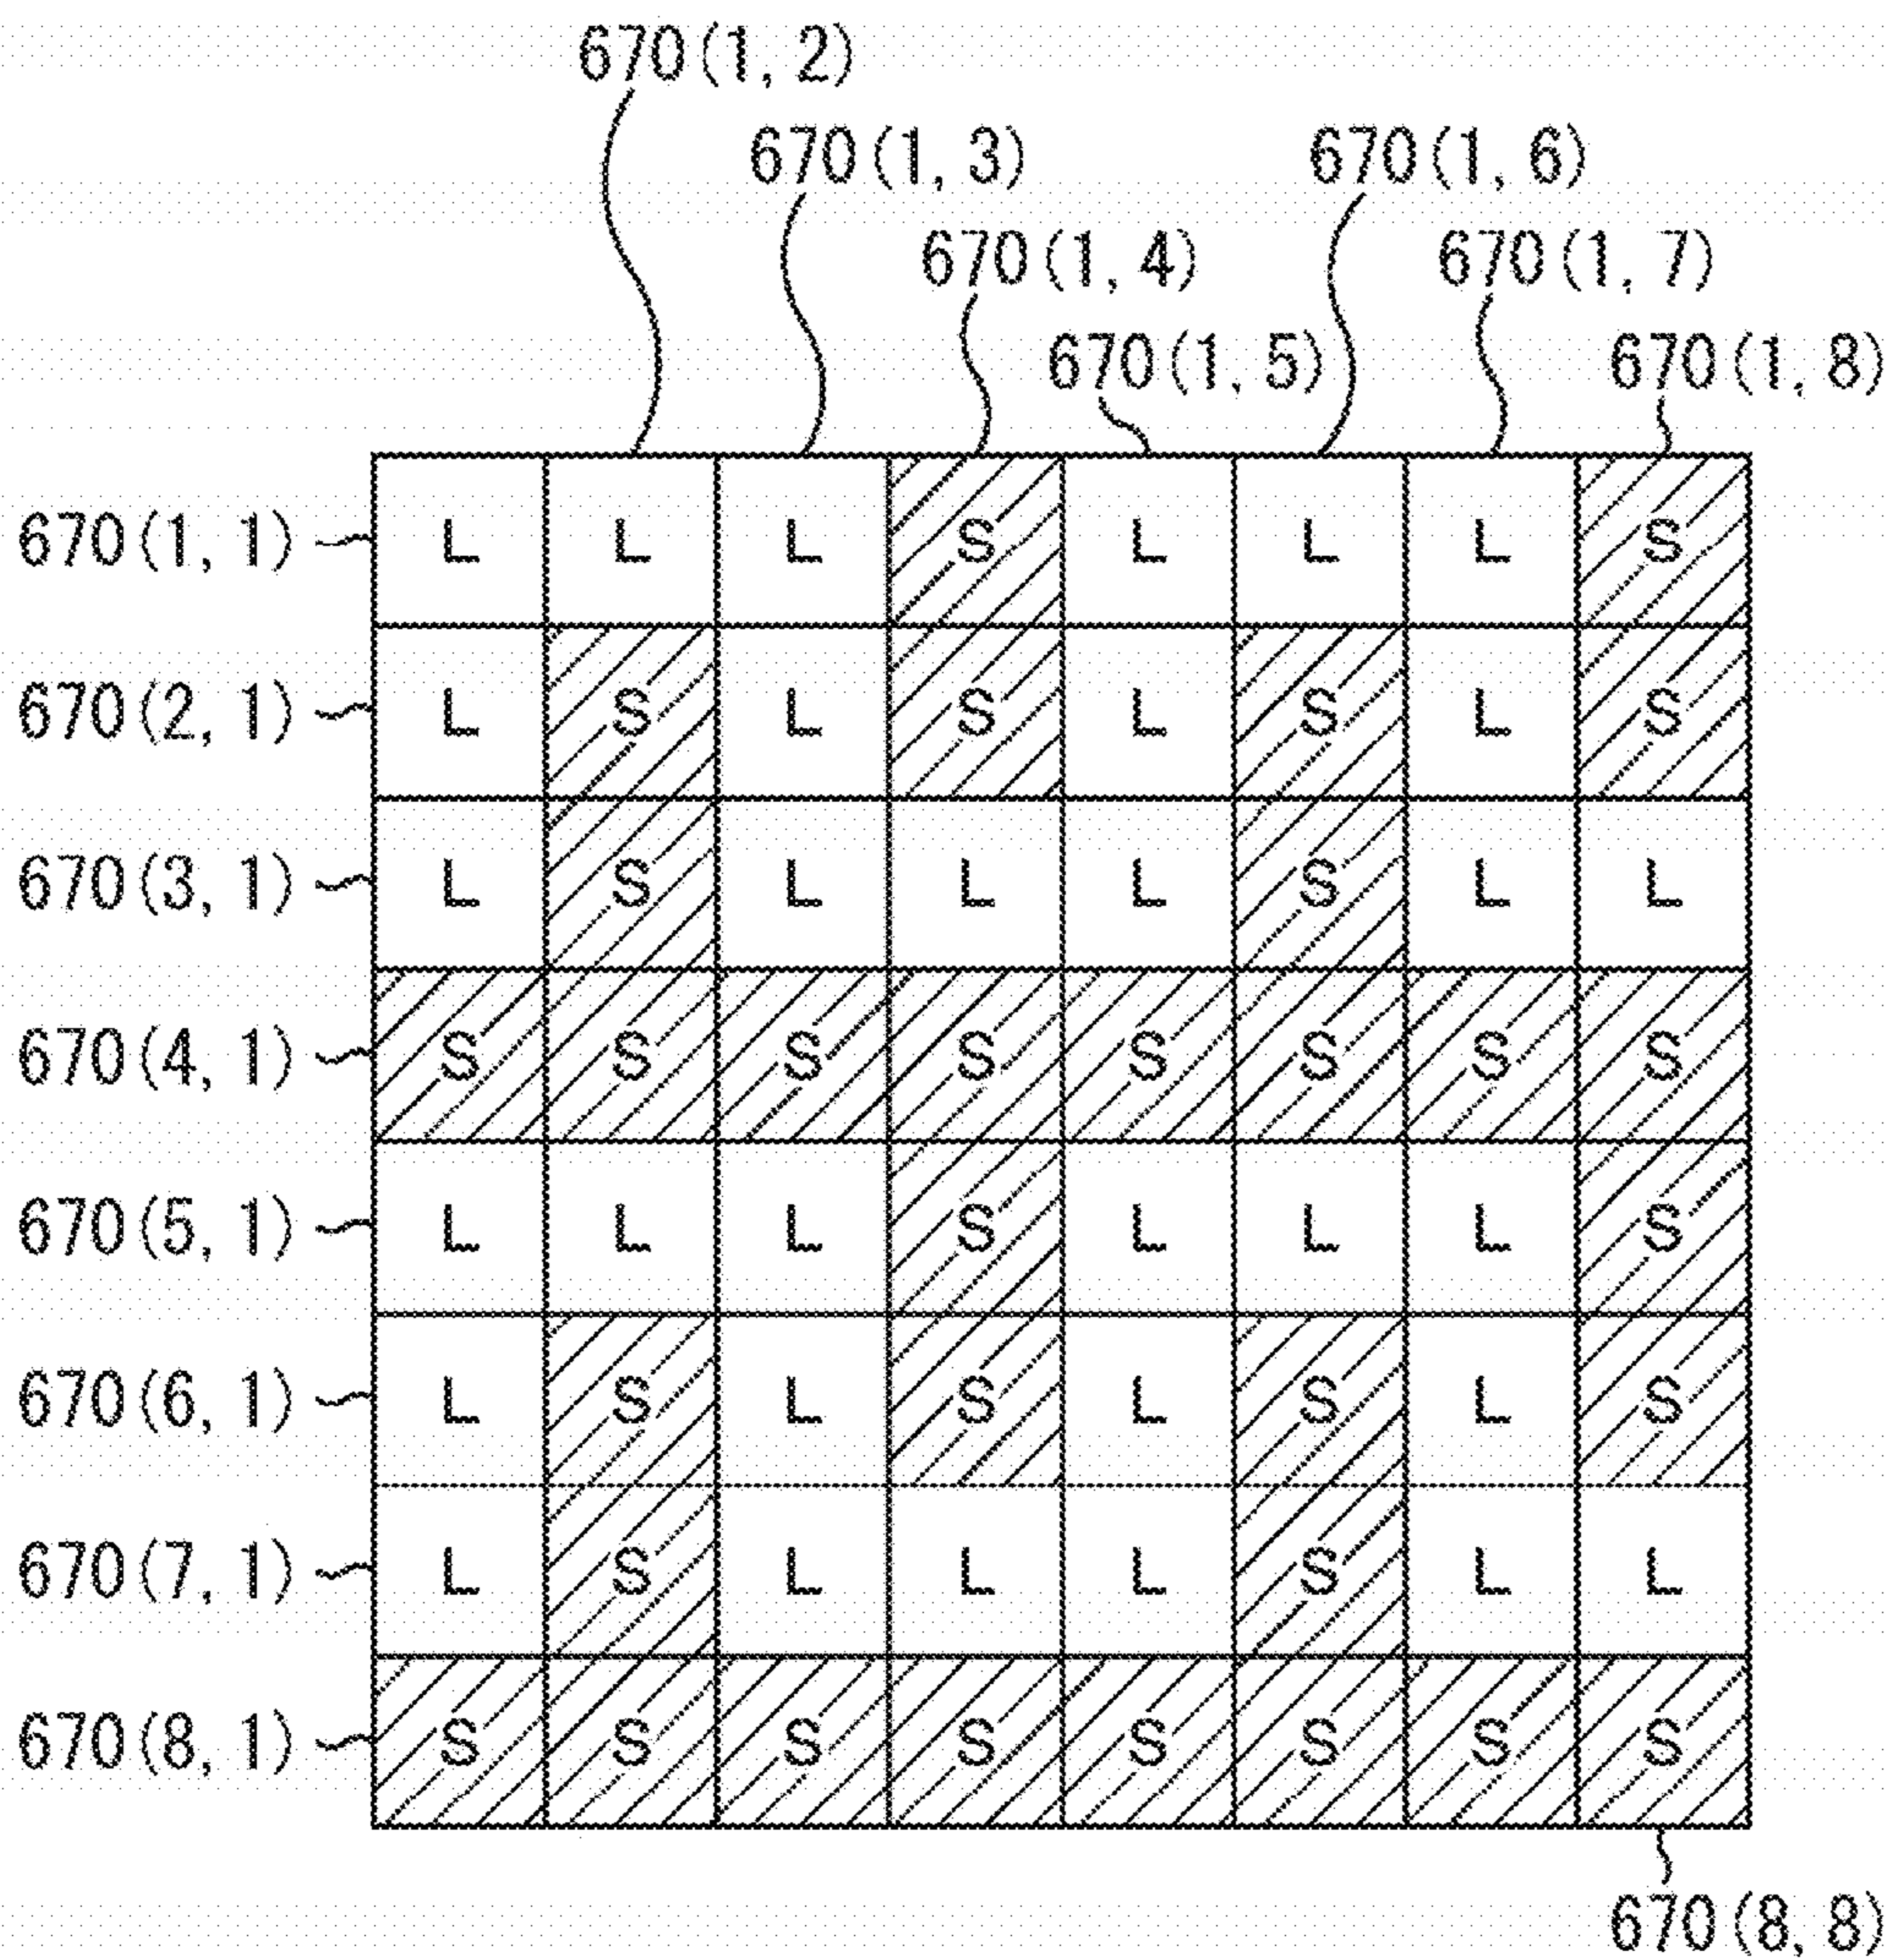 670(1, 2)
670(1, 3) 670(1, 6)
670(1, 4) 670(1, 7)
670(1, 5) 670(1, 8)
670(1, 1) L L L S L L L S
670(2, 1) L S L S L S L S
670(3, 1) L S L L L S L L
670(4, 1) S S S S S S S S
670(5, 1) L L L S L L L S
670(6, 1) L S L S L S L S
670(7, 1) L S L L L S L L
670(8, 1) S S S S S S S S
670(8, 8)